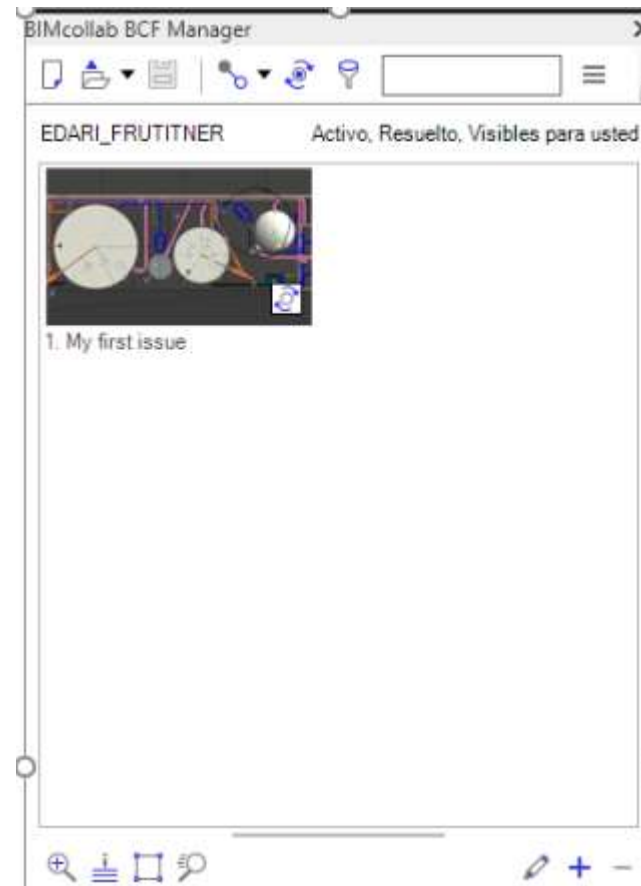 BIMcollab BCF Manager
EDARI_FRUTITNER Activo, Resuelto, Visibles para usted
1. My first issue